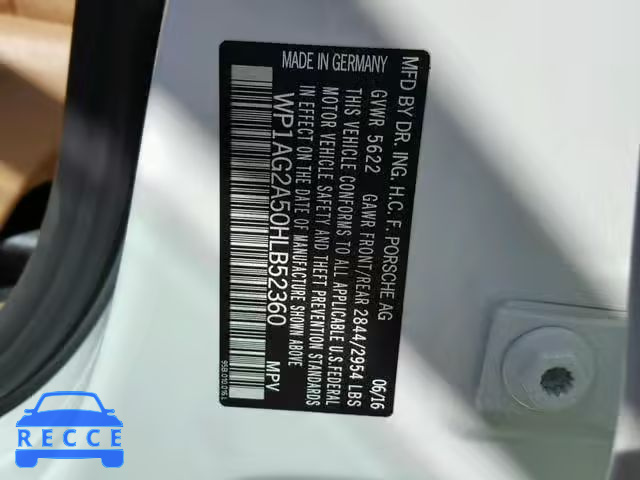 MFD BY DR. ING. H.C. F. PORSCHE AG
GVWR 5622 GAWR FRONT/REAR 2844/2954 LBS 06/16
THIS VEHICLE CONFORMS TO ALL APPLICABLE U.S.FEDERAL
MOTOR VEHICLE SAFETY AND THEFT PREVENTION STANDARDS
IN EFFECT ON THE DATE OF MANUFACTURE SHOWN ABOVE
MADE IN GERMANY
WP1AG2A50HLB52360
MPV
RECCE